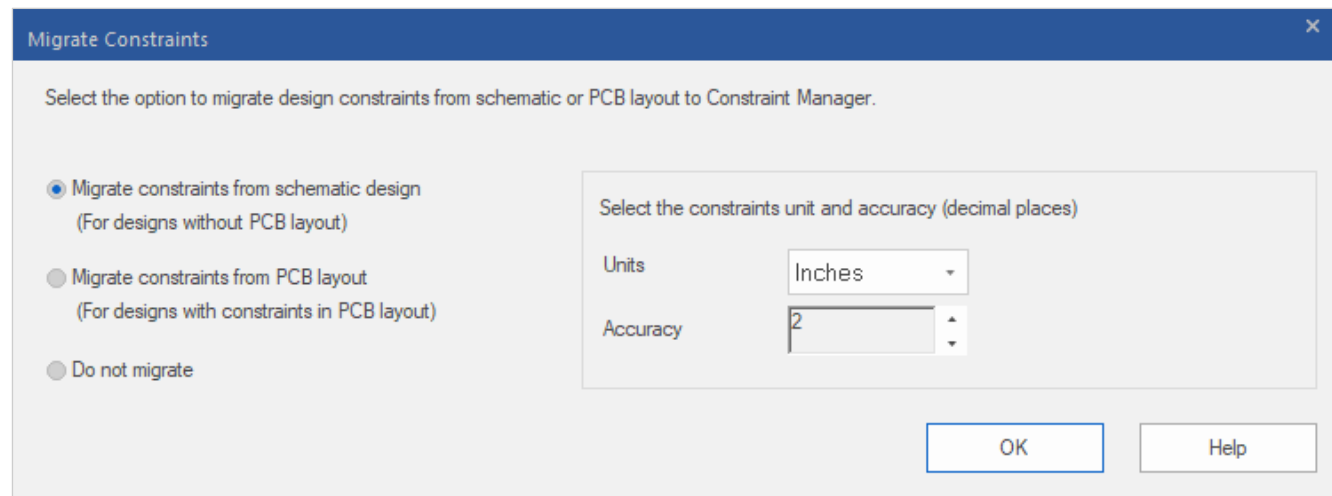 Migrate Constraints
×
Select the option to migrate design constraints from schematic or PCB layout to Constraint Manager.
Migrate constraints from schematic design
(For designs without PCB layout)
Migrate constraints from PCB layout
(For designs with constraints in PCB layout)
Do not migrate
Select the constraints unit and accuracy (decimal places)
Units
Inches
Accuracy
2
OK
Help